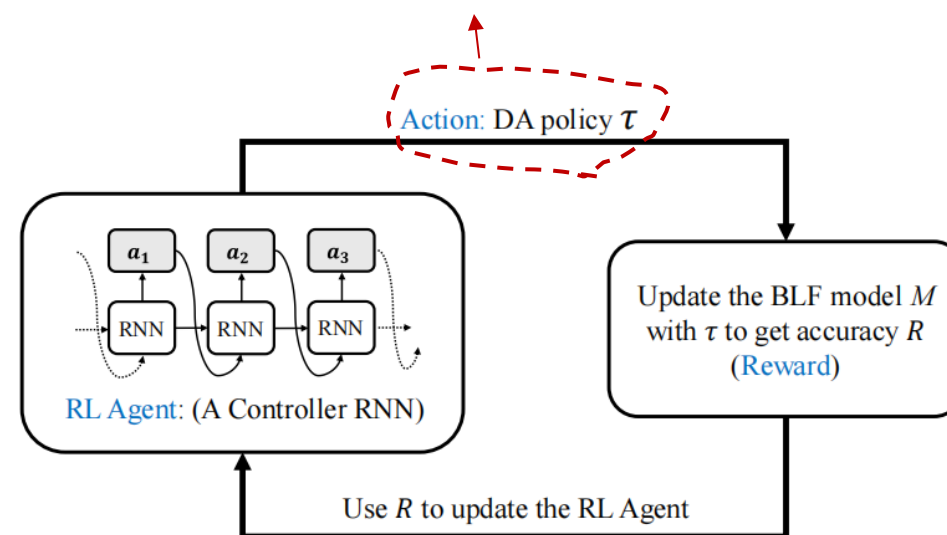 Action: DA policy τ
a₁ a₂ a₃
RNN RNN RNN
RL Agent: (A Controller RNN)
Update the BLF model M
with τ to get accuracy R
(Reward)
Use R to update the RL Agent